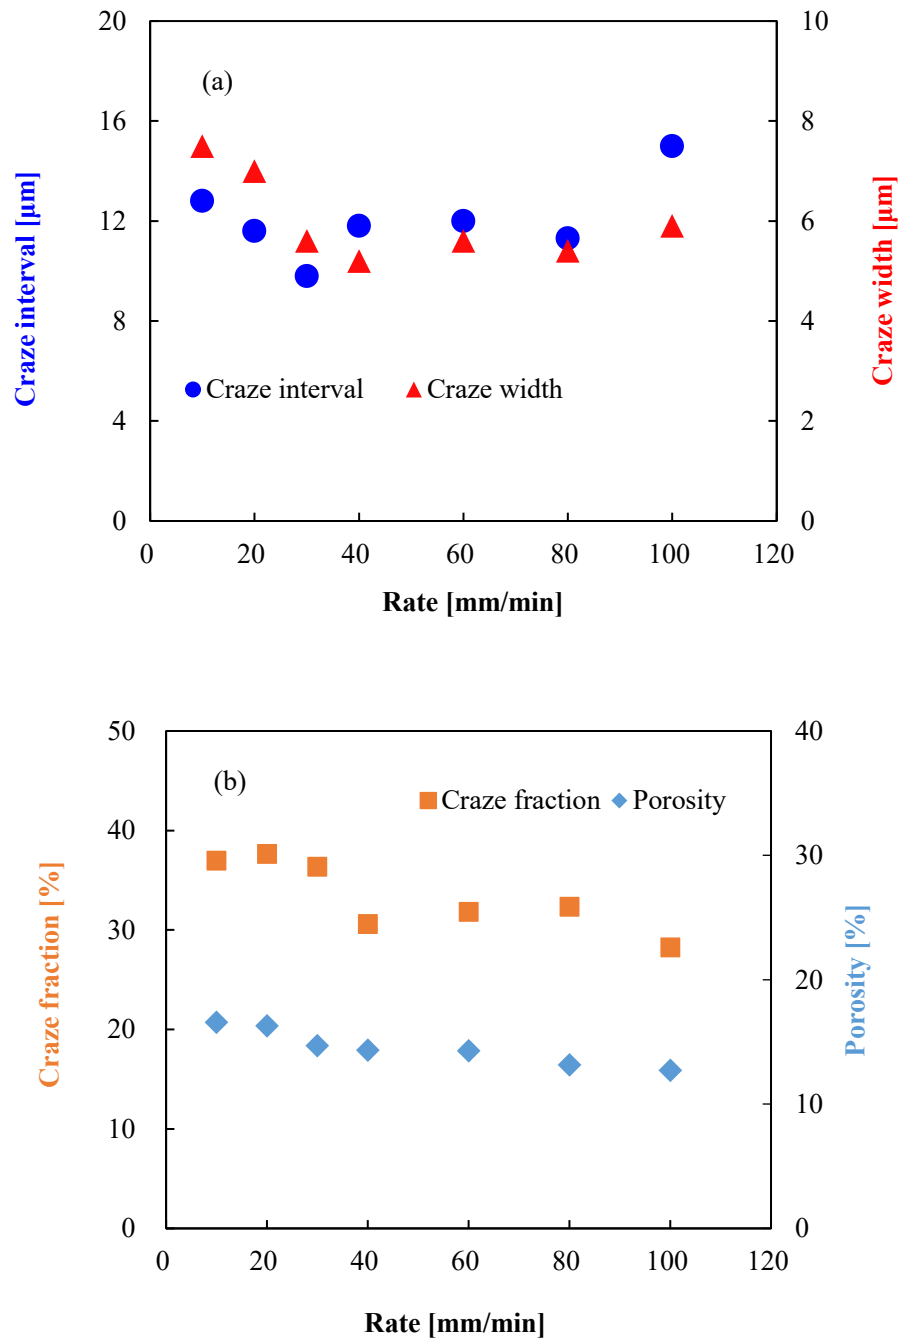 20
10
(a)
16
8
Craze interval [μm]
12
6
Craze width [μm]
8
4
Craze interval
Craze width
4
2
0
0
0 20 40 60 80 100 120
Rate [mm/min]
50
40
(b)
Craze fraction
Porosity
40
30
Craze fraction [%]
30
20
Porosity [%]
20
10
10
0
0
0 20 40 60 80 100 120
Rate [mm/min]